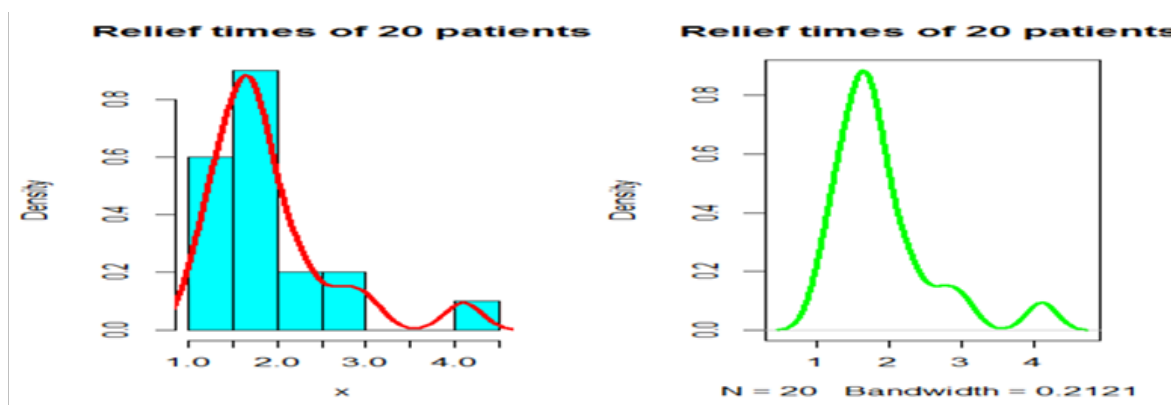 Relief times of 20 patients
0.0 0.2 0.4 0.6 0.8
Density
1.0 2.0 3.0 4.0
x
Relief times of 20 patients
0.0 0.2 0.4 0.6 0.8
Density
1 2 3 4
N = 20 Bandwidth = 0.2121